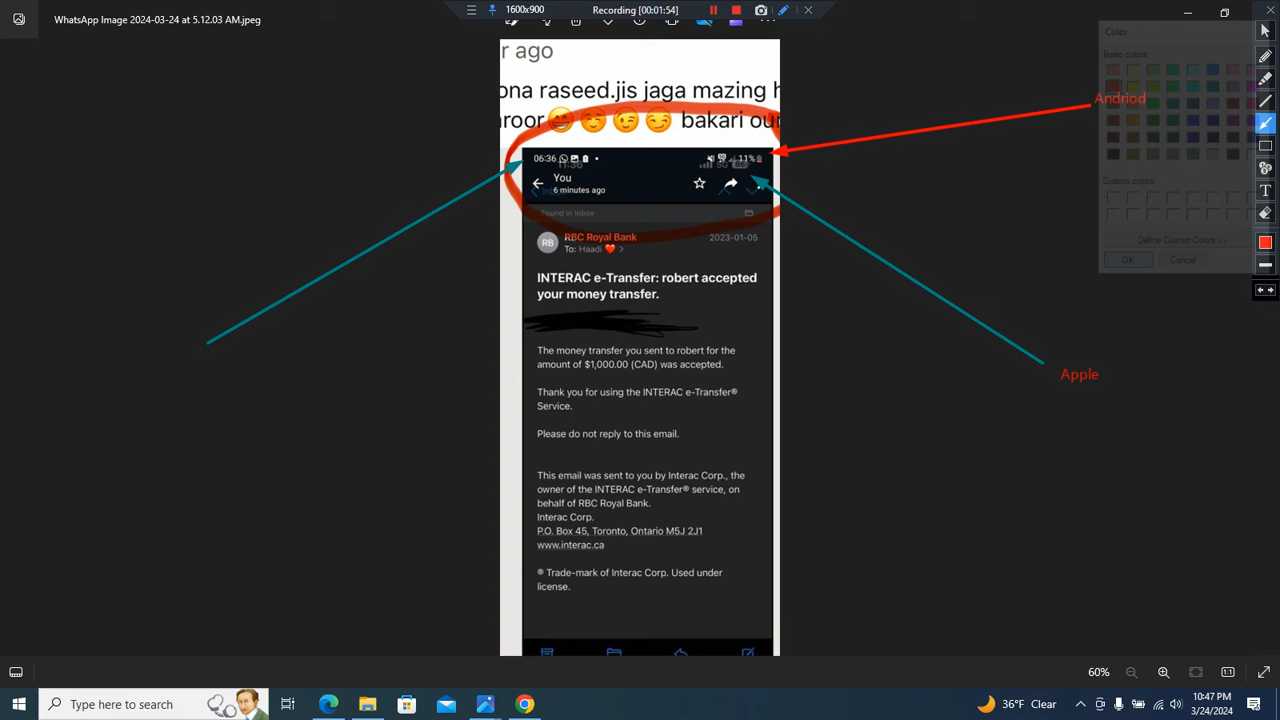 WhatsApp Image 2024-03-24 at 5.12.03 AM.jpeg
1600x900
Recording [00:01:54]
r ago
ona raseed.jis jaga mazing h
aroor😄☺️😉😏 bakari our
Andriod
06:36
11%
11:36
5G
You
6 minutes ago
Found in Inbox
RB
RBC Royal Bank
2023-01-05
To: Haadi ❤️ >
INTERAC e-Transfer: robert accepted
your money transfer.
The money transfer you sent to robert for the
amount of $1,000.00 (CAD) was accepted.
Apple
Thank you for using the INTERAC e-Transfer®
Service.
Please do not reply to this email.
This email was sent to you by Interac Corp., the
owner of the INTERAC e-Transfer® service, on
behalf of RBC Royal Bank.
Interac Corp.
P.O. Box 45, Toronto, Ontario M5J 2J1
www.interac.ca
® Trade-mark of Interac Corp. Used under
license.
Color
Basic colors:
Custom colors:
Define Custom Colors >>
OK
Cancel
T
60%
1:1
Type here to search
36°F Clear
10:47 PM
3/24/2024